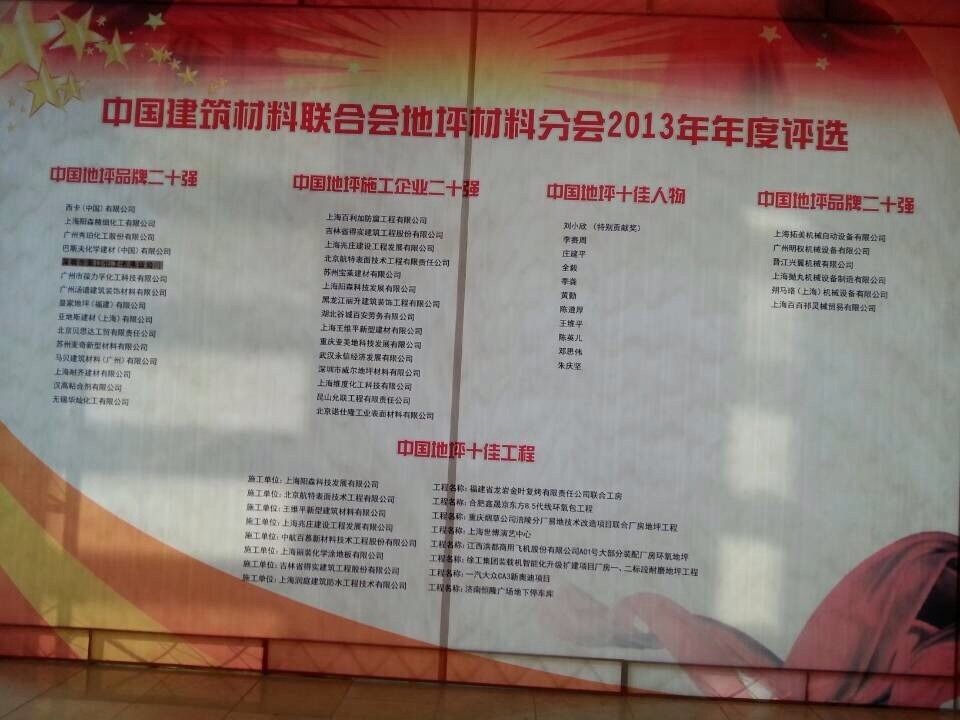 中国建筑材料联合会地坪材料分会2013年年度评选
中国地坪品牌二十强
西卡（中国）有限公司
上海阳森精细化工有限公司
广州秀珀化工股份有限公司
巴斯夫化学建材（中国）有限公司
广州市葆力孚化工科技有限公司
广州汤谱建筑装饰材料有限公司
皇家地坪（福建）有限公司
亚地斯建材（上海）有限公司
北京贝思达工贸有限责任公司
苏州麦奇新型材料有限公司
马贝建筑材料（广州）有限公司
上海耐齐建材有限公司
汉高粘合剂有限公司
无锡华灿化工有限公司
中国地坪施工企业二十强
上海百利加防腐工程有限公司
吉林省得实建筑工程股份有限公司
上海兆庄建设工程发展有限公司
北京航特表面技术工程有限责任公司
苏州宝莱建材有限公司
上海阳森科技发展有限公司
黑龙江丽升建筑装饰工程有限公司
湖北谷城百安劳务有限公司
上海王维平新型建材有限公司
重庆亚美地科技发展有限公司
武汉永信经济发展有限公司
深圳市威尔地坪材料有限公司
上海维度化工科技有限公司
昆山允联工程有限责任公司
北京诺仕隆工业表面材料有限公司
中国地坪十佳人物
刘小欣 （特别贡献奖）
李赛周
庄建平
全毅
李龚
黄勤
陈遵厚
王维平
陈英儿
邓思伟
朱庆坚
中国地坪品牌二十强
上海拓美机械自动设备有限公司
广州明权机械设备有限公司
晋江兴翼机械有限公司
上海抛丸机械设备制造有限公司
朔马珞（上海）机械设备有限公司
上海百百祁灵械贸易有限公司
中国地坪十佳工程
施工单位：上海阳森科技发展有限公司 工程名称：福建省龙岩金叶复烤有限责任公司联合工房
施工单位：北京航特表面技术工程有限公司 工程名称：合肥鑫晟京东方8.5代线环氧包工程
施工单位：王维平新型建筑材料有限公司 工程名称：重庆烟草公司涪陵分厂易地技术改造项目联合厂房地坪工程
施工单位：上海兆庄建设工程发展有限公司 工程名称：上海世博演艺中心
施工单位：中航百慕新材料技术工程股份有限公司 工程名称：江西洪都商用飞机股份有限公司A01号大部分装配厂房环氧地坪
施工单位：上海丽装化学涂地板有限公司 工程名称：徐工集团装载机智能化升级扩建项目厂房一、二标段耐磨地坪工程
施工单位：吉林省得实建筑工程股份有限公司 工程名称：一汽大众CA3新奥迪项目
施工单位：上海润庭建筑防水工程技术有限公司 工程名称：济南恒隆广场地下停车库